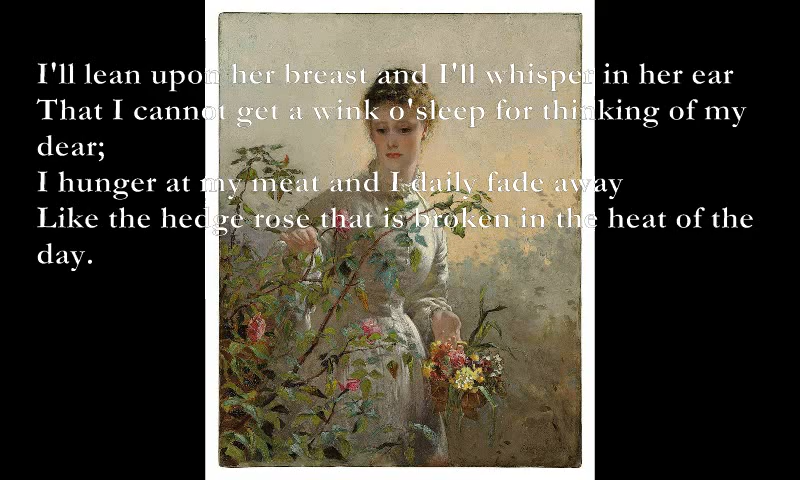 I'll lean upon her breast and I'll whisper in her ear
That I cannot get a wink o'sleep for thinking of my
dear;
I hunger at my meat and I daily fade away
Like the hedge rose that is broken in the heat of the
day.